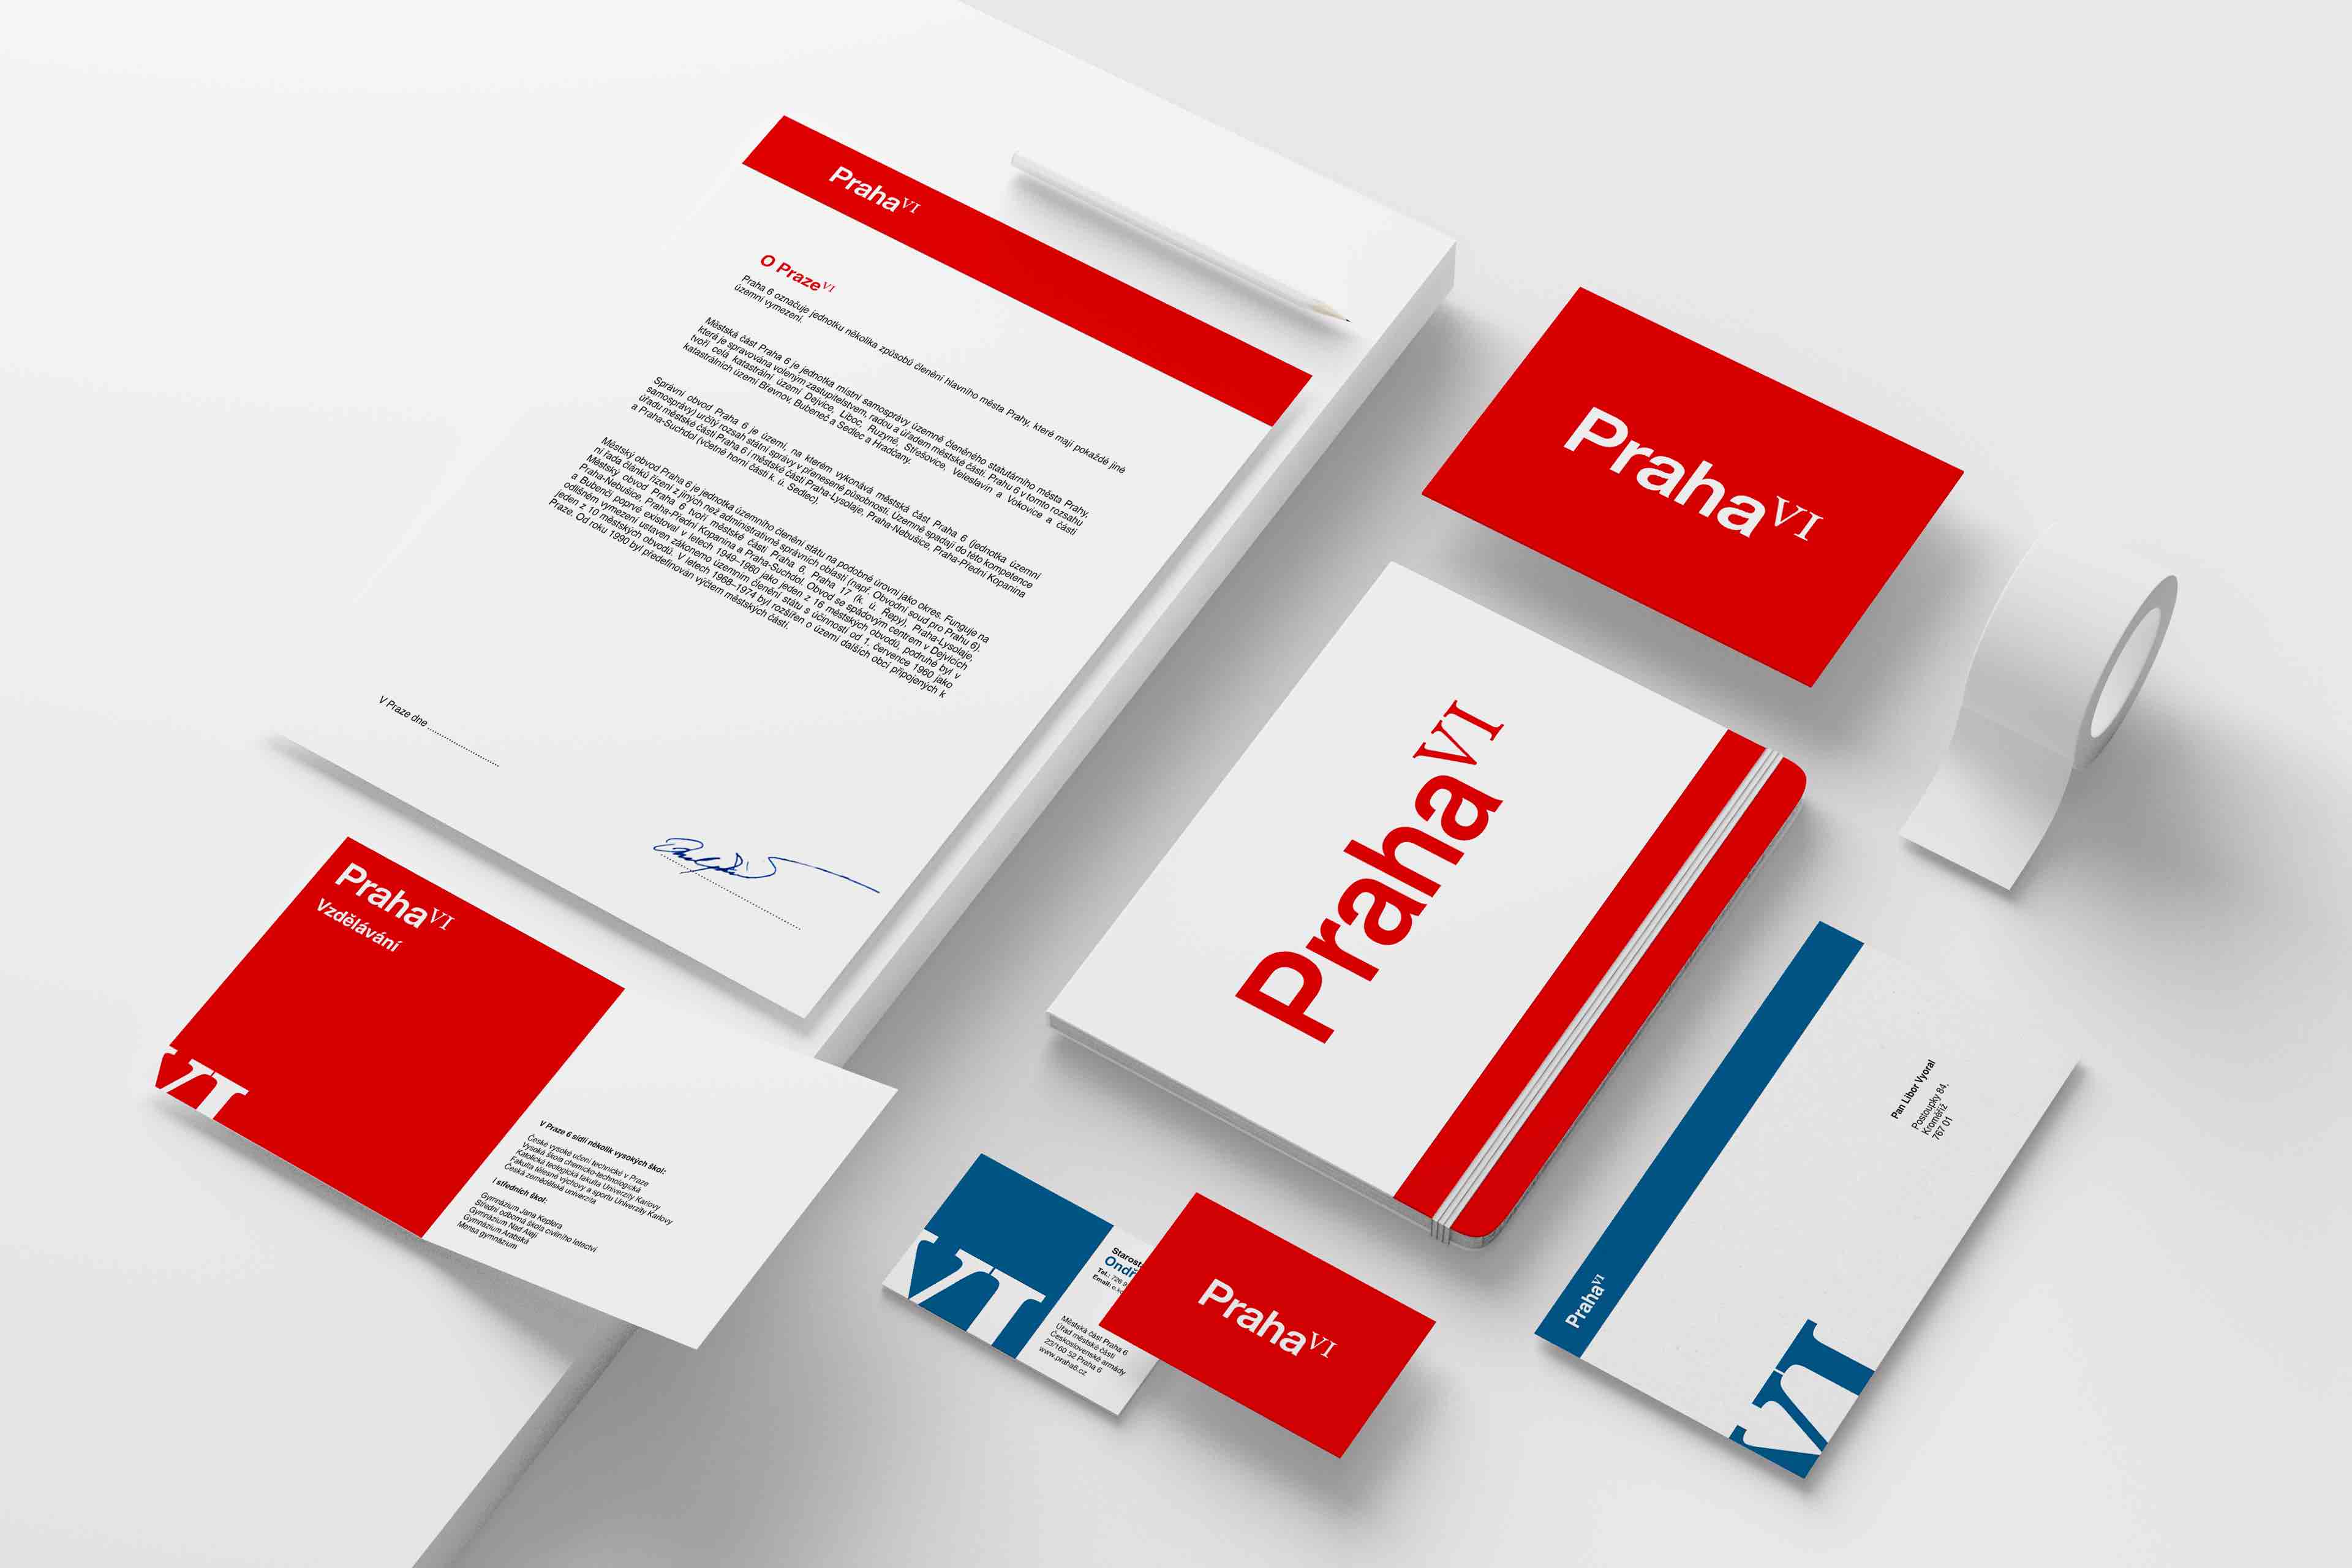 Praha VI
O Praze VI
Praha 6 označuje jednotku několika způsobů členění hlavního města Prahy, které mají pokaždé jiné
územní vymezení.
Městská část Praha 6 je jednotka místní samosprávy územně členěného statutárního města Prahy,
která je spravována voleným zastupitelstvem, radou a úřadem městské části. Prahu 6 v tomto rozsahu
tvoří celá katastrální území Dejvice, Liboc, Ruzyně, Střešovice, Veleslavín a Vokovice a části
katastrálních území Břevnov, Bubeneč a Sedlec a Hradčany.
Správní obvod Praha 6 je území, na kterém vykonává městská část Praha 6 (jednotka územní
samosprávy) určitý rozsah státní správy v přenesené působnosti. Územně spadají do této kompetence
úřadu městské části Praha 6 i městské části Praha-Lysolaje, Praha-Nebušice, Praha-Přední Kopanina
a Praha-Suchdol (včetně horní části k. ú. Sedlec).
Městský obvod Praha 6 je jednotka územního členění státu na podobné úrovni jako okres. Funguje na
ní řada článků řízení z jiných než administrativně správních oblastí (např. Obvodní soud pro Prahu 6).
Městský obvod Praha 6 tvoří městské části Praha 6, Praha 17 (k. ú. Řepy), Praha-Lysolaje,
Praha-Nebušice, Praha-Přední Kopanina a Praha-Suchdol. Obvod se spádovým centrem v Dejvicích
a Bubenči poprvé existoval v letech 1949–1960 jako jeden z 16 městských obvodů, podruhé byl v
odlišném vymezení ustaven zákonemo územním členění státu s účinností od 1. července 1960 jako
jeden z 10 městských obvodů. V letech 1968–1974 byl rozšířen o území dalších obcí připojených k
Praze. Od roku 1990 byl předefinován výčtem městských částí.
V Praze dne
Praha VI
Praha VI
Praha VI
Vzdělávání
VI
V Praze 6 sídlí několik vysokých škol:
České vysoké učení technické v Praze
Vysoká škola chemicko-technologická
Katolická teologická fakulta Univerzity Karlovy
Fakulta tělesné výchovy a sportu Univerzity Karlovy
Česká zemědělská univerzita
I středních škol:
Gymnázium Jana Keplera
Střední odborná škola civilního letectví
Gymnázium Nad Alejí
Gymnázium Arabská
Mensa gymnázium
VI
Starost
Ondř
Tel.: 726 9
Email: o.ko
Městská část Praha 6
Úřad městské části
Československé armády
23/160 52 Praha 6
www.praha6.cz
Praha VI
Praha VI
Pan Libor Vyoral
Postoupky 84,
Kroměříž
767 01
VI